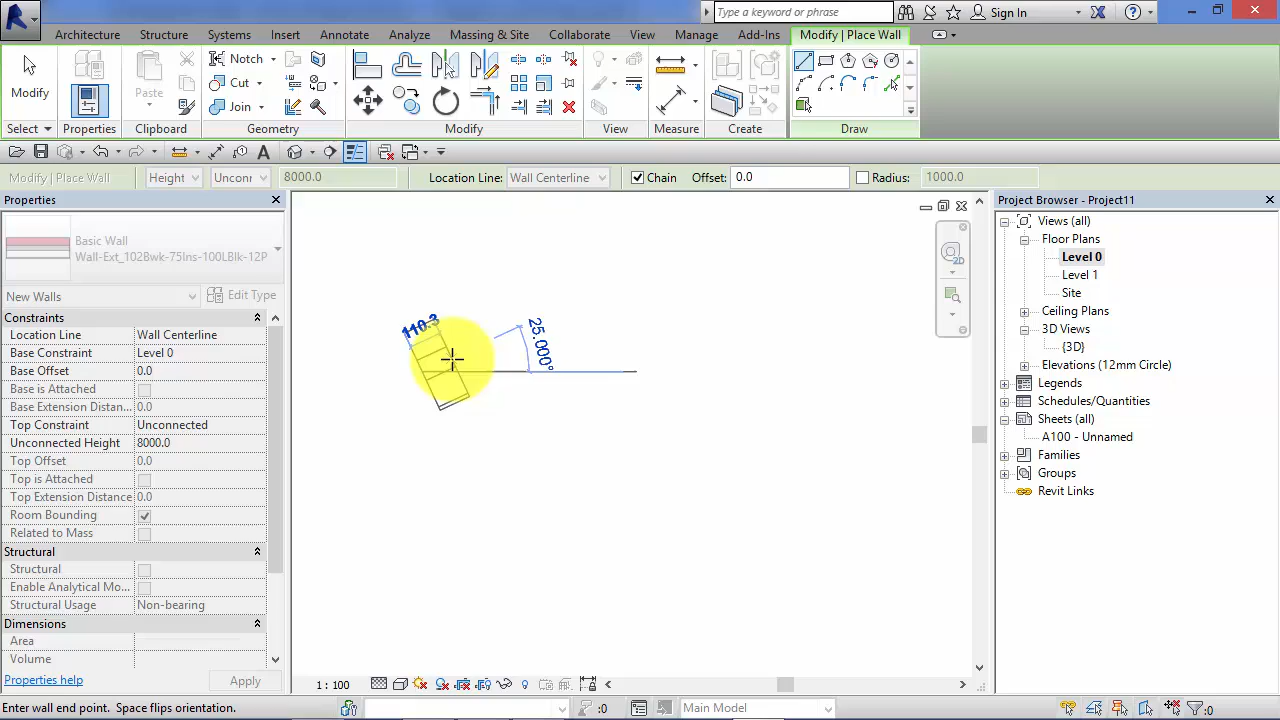 Type a keyword or phrase
Sign In
Architecture
Structure
Systems
Insert
Annotate
Analyze
Massing & Site
Collaborate
View
Manage
Add-Ins
Modify | Place Wall
Modify
Paste
Notch
Cut
Join
Select
Properties
Clipboard
Geometry
Modify
View
Measure
Create
Draw
Modify | Place Wall
Height
Uncon
8000.0
Location Line:
Wall Centerline
Chain
Offset:
0.0
Radius:
1000.0
Properties
Basic Wall
Wall-Ext_102Bwk-75Ins-100LBlk-12P
New Walls
Edit Type
Constraints
Location Line
Wall Centerline
Base Constraint
Level 0
Base Offset
0.0
Base is Attached
Base Extension Distance
0.0
Top Constraint
Unconnected
Unconnected Height
8000.0
Top Offset
0.0
Top is Attached
Top Extension Distance
0.0
Room Bounding
Related to Mass
Structural
Structural
Enable Analytical Mo...
Structural Usage
Non-bearing
Dimensions
Area
Volume
Properties help
Apply
110.3
25.000°
2D
1 : 100
Project Browser - Project11
Views (all)
Floor Plans
Level 0
Level 1
Site
Ceiling Plans
3D Views
{3D}
Elevations (12mm Circle)
Legends
Schedules/Quantities
Sheets (all)
A100 - Unnamed
Families
Groups
Revit Links
Enter wall end point. Space flips orientation.
:0
Main Model
:0